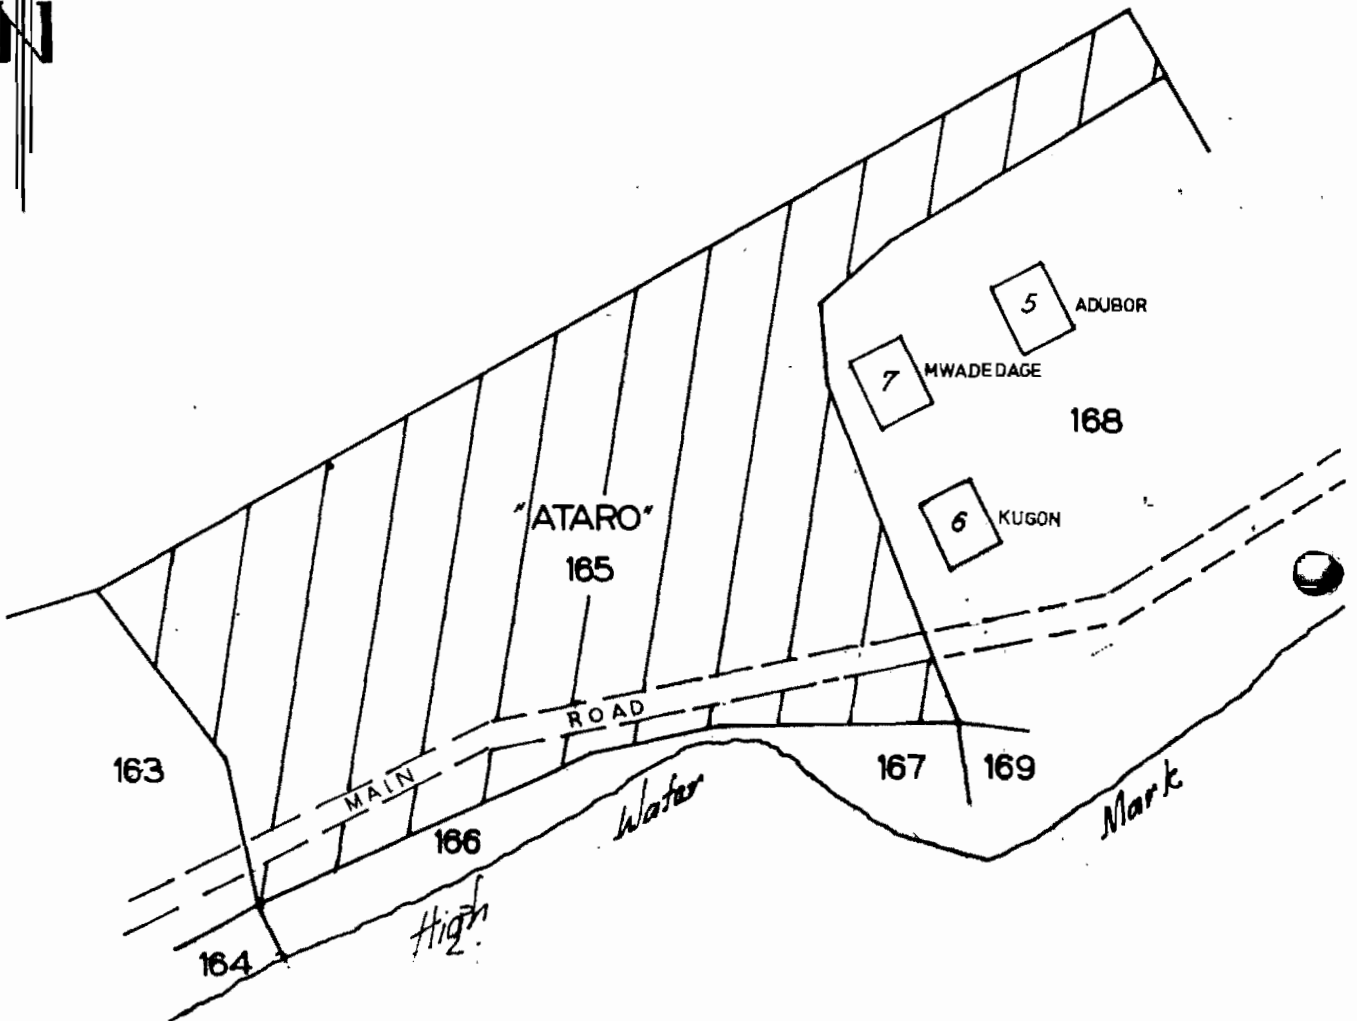 N
5 ADUBOR
7 MWADEDAGE
168
"ATARO"
165
6 KUGON
MAIN ROAD
163
167
169
166
164
High Water Mark